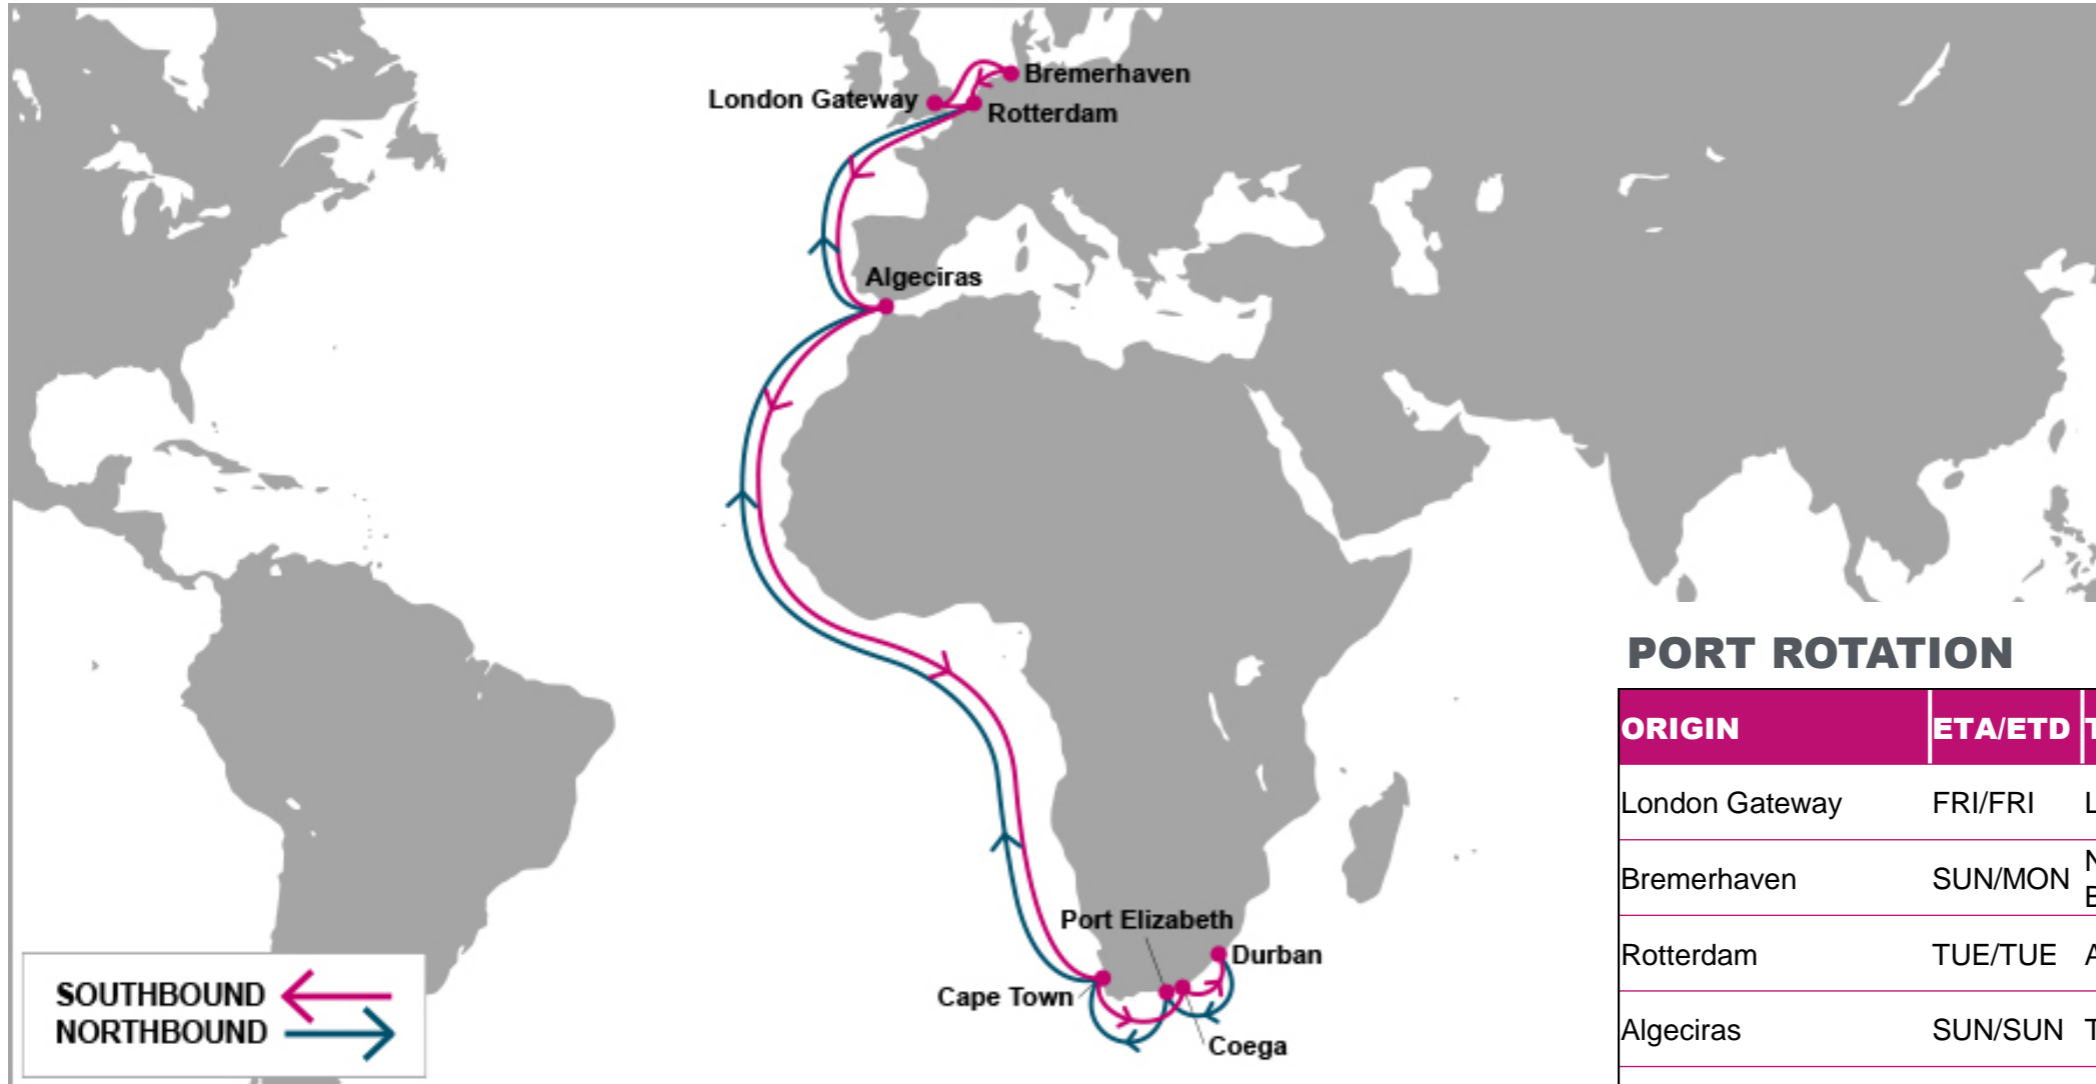 Bremerhaven
London Gateway
Rotterdam
Algeciras
Port Elizabeth
Durban
Cape Town
Coega
SOUTHBOUND
NORTHBOUND
PORT ROTATION
ORIGIN ETA/ETD
London Gateway FRI/FRI
Bremerhaven SUN/MON
Rotterdam TUE/TUE
Algeciras SUN/SUN